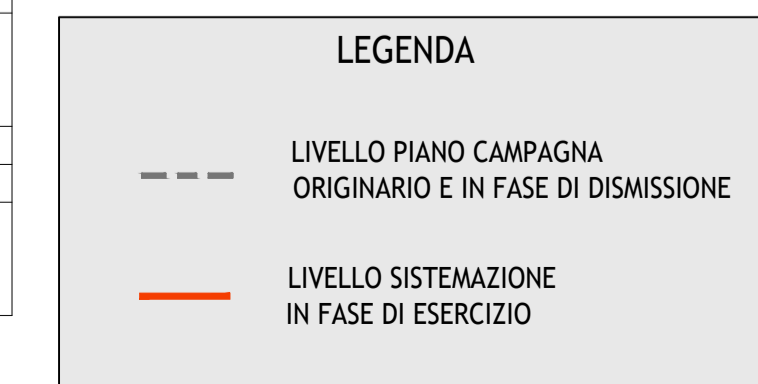 LEGENDA
LIVELLO PIANO CAMPAGNA
ORIGINARIO E IN FASE DI DISMISSIONE
LIVELLO SISTEMAZIONE
IN FASE DI ESERCIZIO